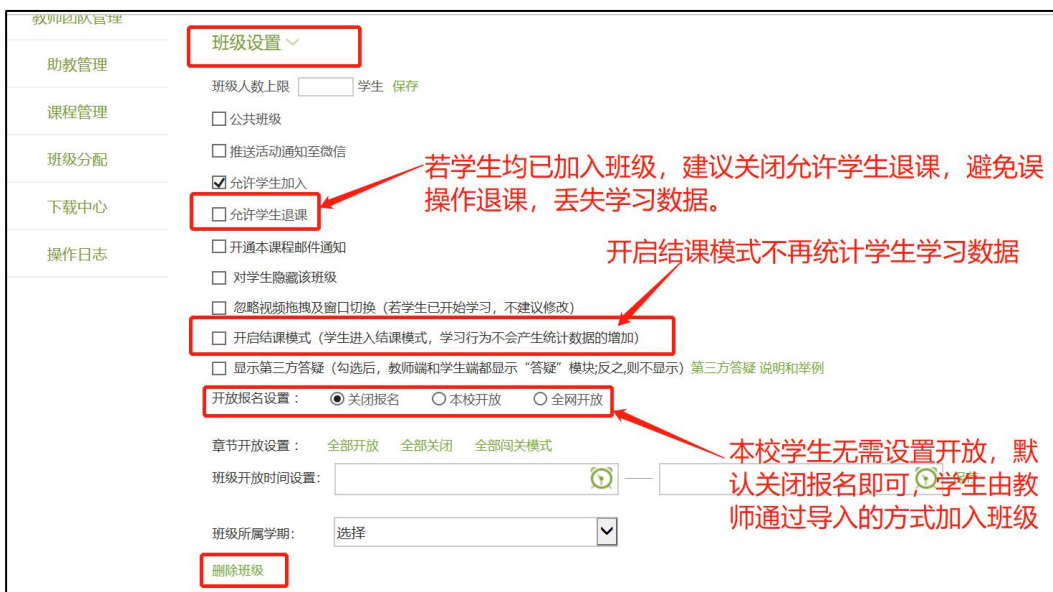 教师团队管理
助教管理
课程管理
班级分配
下载中心
操作日志
班级设置
班级人数上限 学生 保存
公共班级
推送活动通知至微信
允许学生加入
允许学生退课
若学生均已加入班级，建议关闭允许学生退课，避免误
操作退课，丢失学习数据。
开通本课程邮件通知
开启结课模式不再统计学生学习数据
对学生隐藏该班级
忽略视频拖拽及窗口切换（若学生已开始学习，不建议修改）
开启结课模式（学生进入结课模式，学习行为不会产生统计数据的增加）
显示第三方答疑（勾选后，教师端和学生端都显示“答疑”模块;反之,则不显示）第三方答疑 说明和举例
开放报名设置： 关闭报名 本校开放 全网开放
章节开放设置： 全部开放 全部关闭 全部闯关模式
班级开放时间设置： —
本校学生无需设置开放，默
认关闭报名即可，学生由教
师通过导入的方式加入班级
班级所属学期： 选择
删除班级